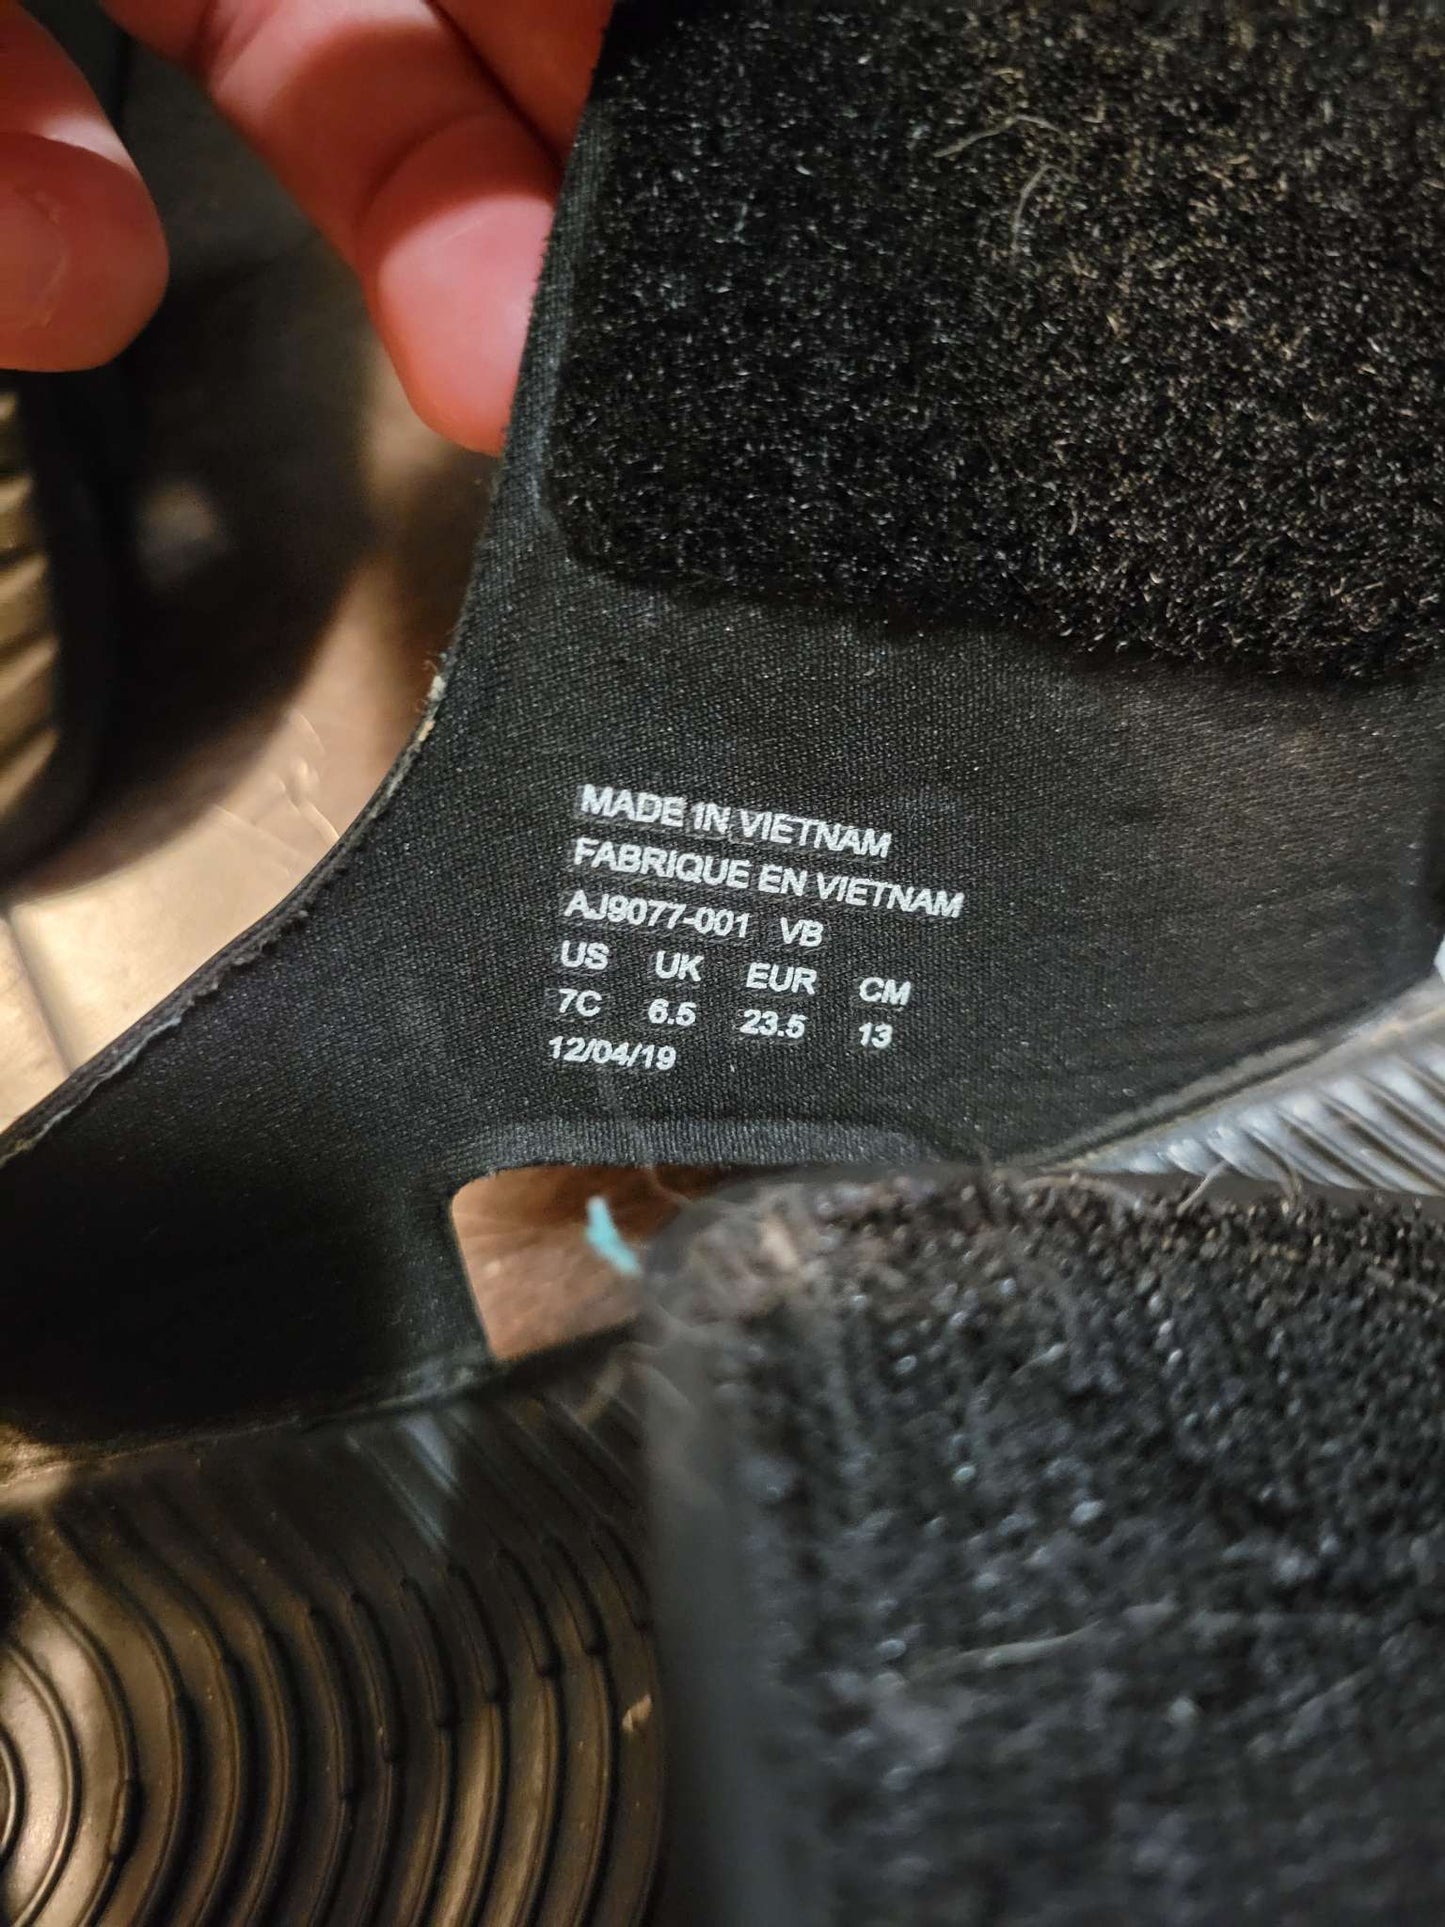 MADE IN VIETNAM
FABRIQUE EN VIETNAM
AJ9077-001 VB
US UK EUR CM
7C 6.5 23.5 13
12/04/19